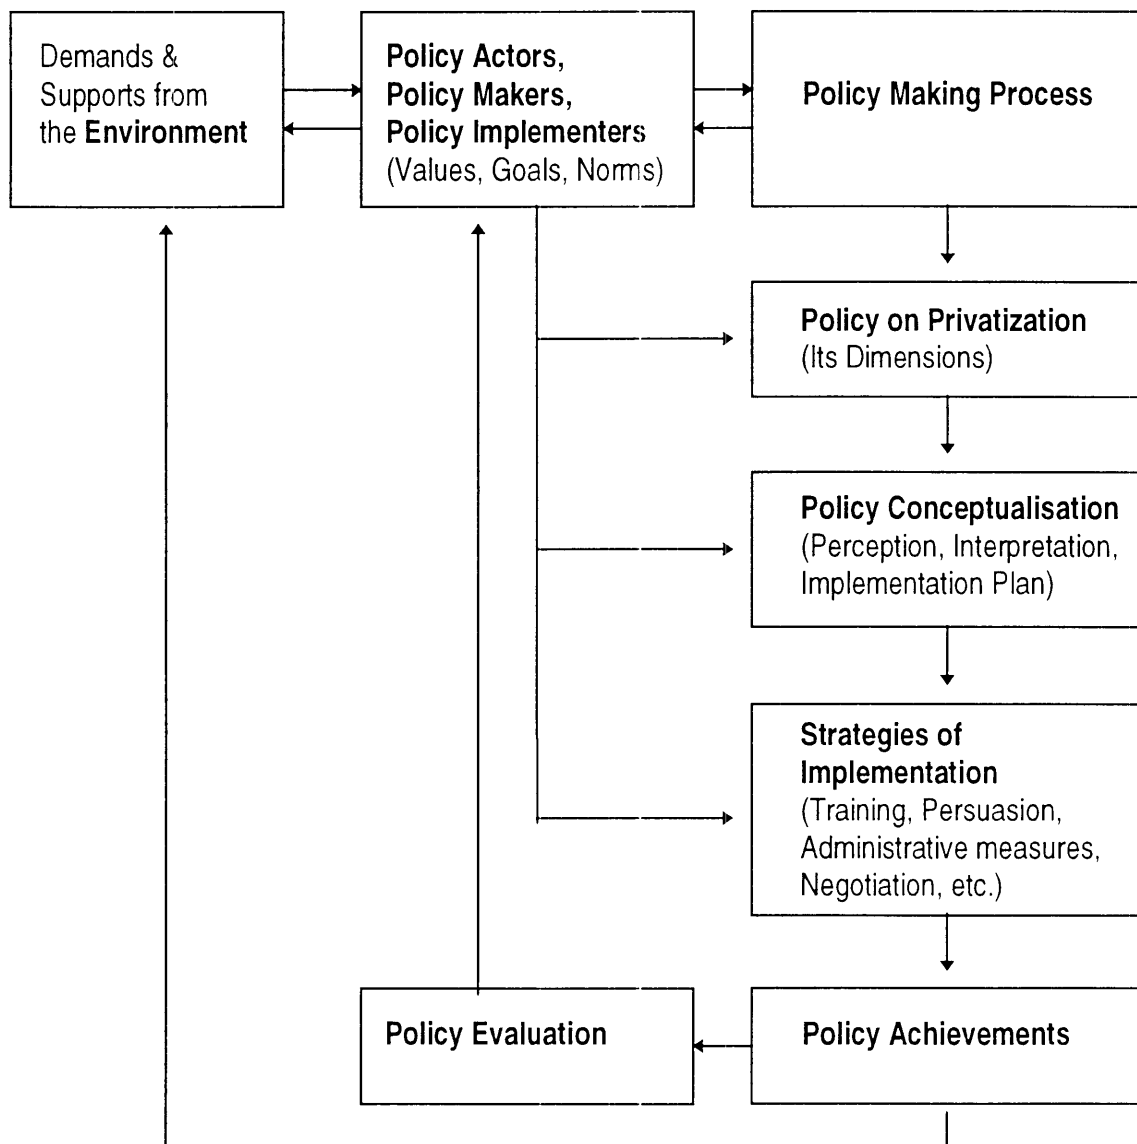 Demands &
Supports from
the Environment
Policy Actors,
Policy Makers,
Policy Implementers
(Values, Goals, Norms)
Policy Making Process
Policy on Privatization
(Its Dimensions)
Policy Conceptualisation
(Perception, Interpretation,
Implementation Plan)
Strategies of
Implementation
(Training, Persuasion,
Administrative measures,
Negotiation, etc.)
Policy Evaluation
Policy Achievements